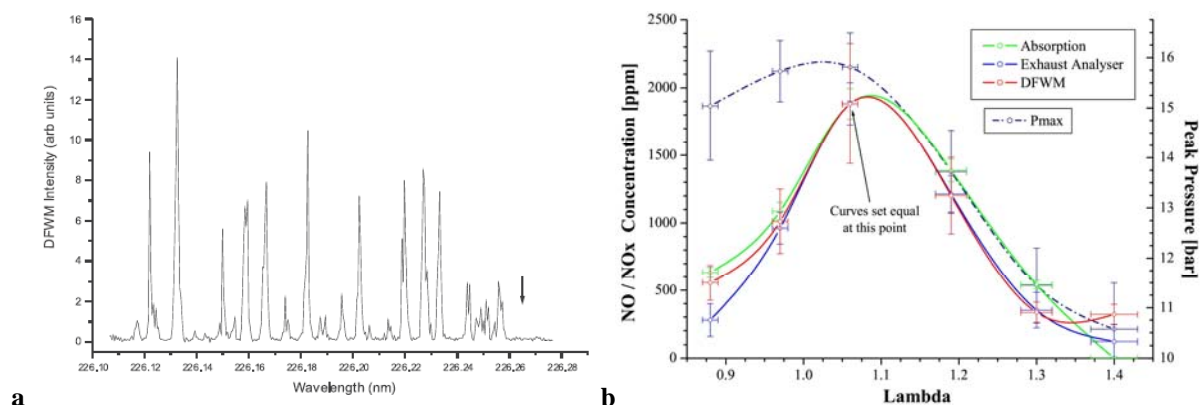 16
14
12
10
8
6
4
2
0
DFWM Intensity (arb units)
226.10 226.12 226.14 226.16 226.18 226.20 226.22 226.24 226.26 226.28
Wavelength (nm)
a
2500
2000
1500
1000
500
0
NO / NOx Concentration [ppm]
Absorption
Exhaust Analyser
DFWM
Pmax
Curves set equal
at this point
16
15
14
13
12
11
10
Peak Pressure [bar]
0.9 1.0 1.1 1.2 1.3 1.4
Lambda
b